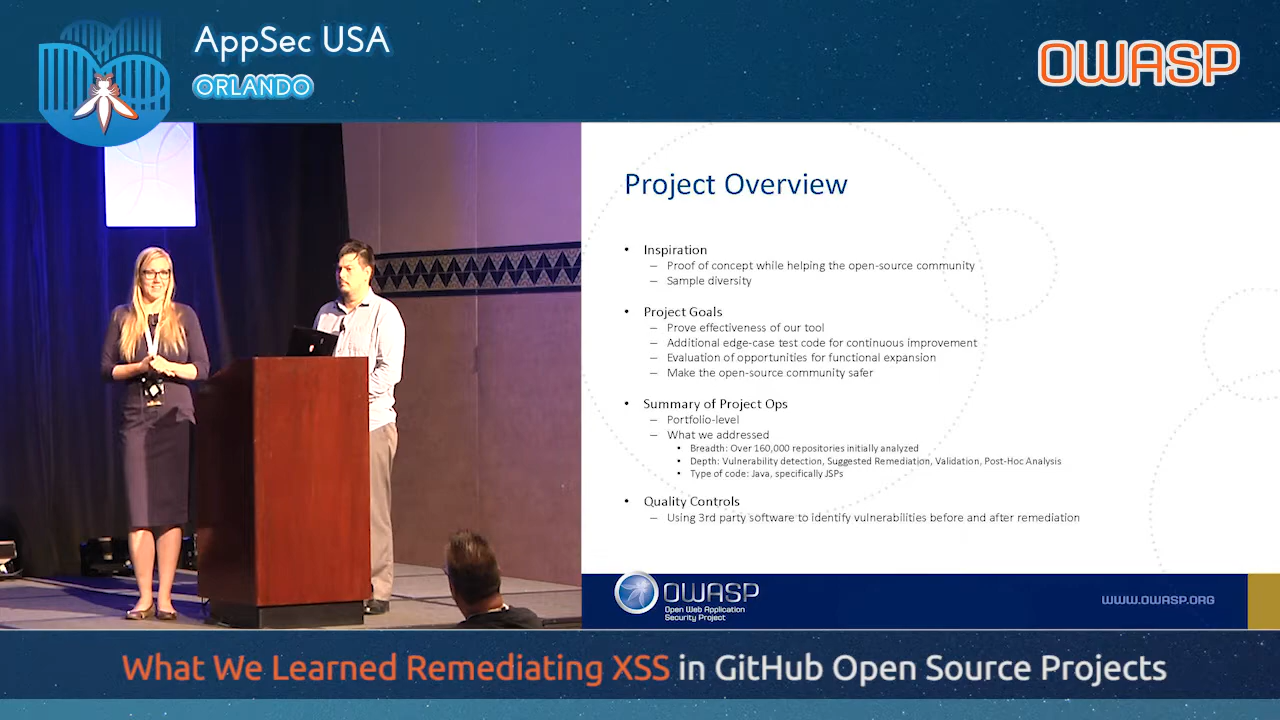 AppSec USA
ORLANDO
OWASP
Project Overview
• Inspiration
– Proof of concept while helping the open-source community
– Sample diversity
• Project Goals
– Prove effectiveness of our tool
– Additional edge-case test code for continuous improvement
– Evaluation of opportunities for functional expansion
– Make the open-source community safer
• Summary of Project Ops
– Portfolio-level
– What we addressed
• Breadth: Over 160,000 repositories initially analyzed
• Depth: Vulnerability detection, Suggested Remediation, Validation, Post-Hoc Analysis
• Type of code: Java, specifically JSPs
• Quality Controls
– Using 3rd party software to identify vulnerabilities before and after remediation
OWASP
Open Web Application
Security Project
WWW.OWASP.ORG
What We Learned Remediating XSS in GitHub Open Source Projects